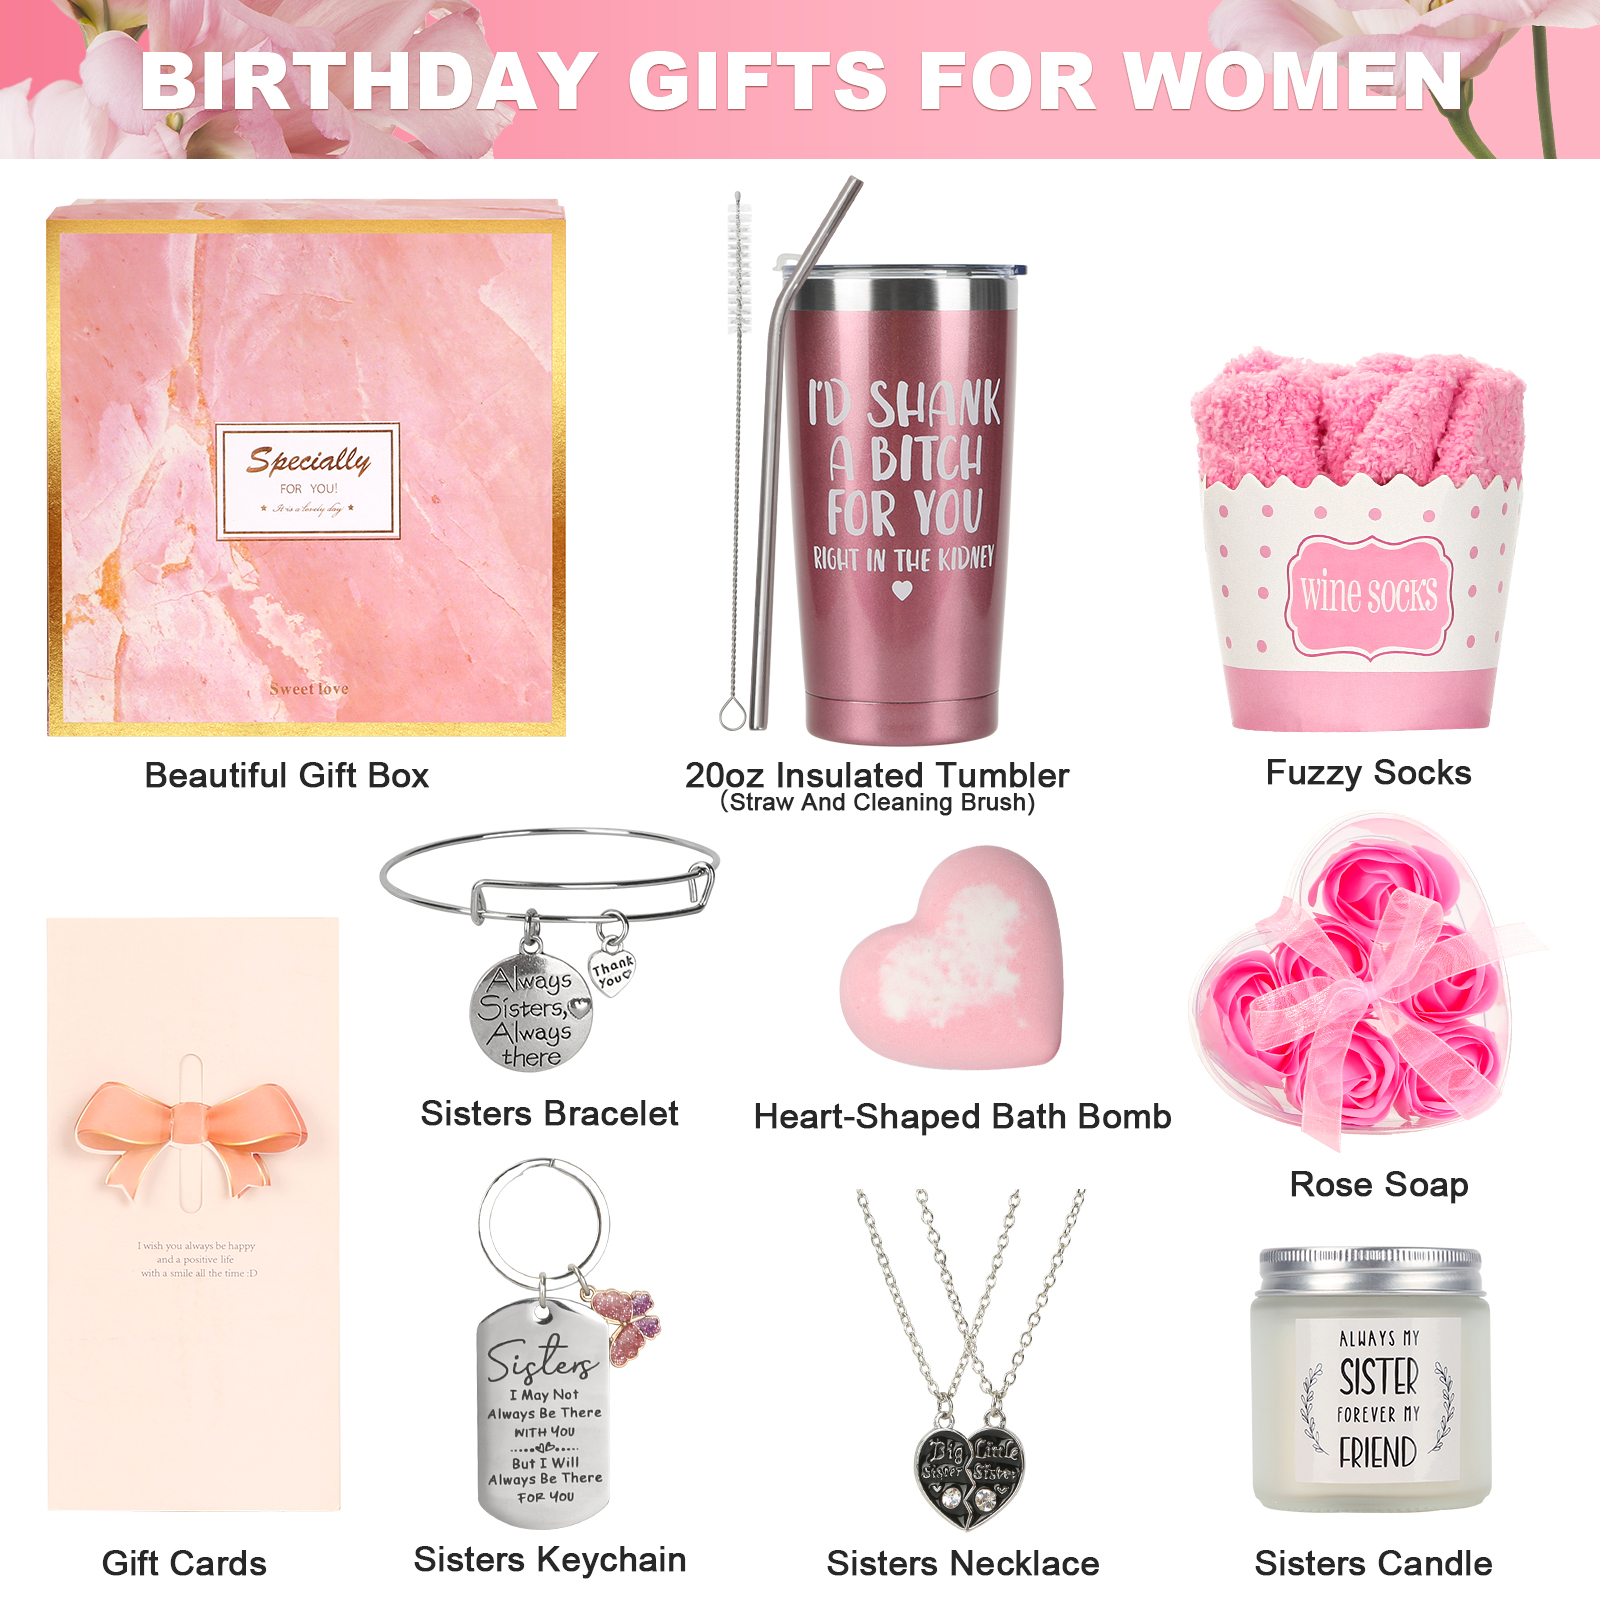 BIRTHDAY GIFTS FOR WOMEN
Specially
FOR YOU!
It is a lovely day
Sweet love
Beautiful Gift Box
I'D SHANK
A BITCH
FOR YOU
RIGHT IN THE KIDNEY
20oz Insulated Tumbler
(Straw And Cleaning Brush)
wine socks
Fuzzy Socks
Always
Sisters,
Always
there
Thank
you
Sisters Bracelet
Heart-Shaped Bath Bomb
Rose Soap
I wish you always be happy
and a positive life
with a smile all the time :D
Gift Cards
Sisters
I May Not
Always Be There
WITH YOU
But I Will
Always Be There
FOR YOU
Sisters Keychain
Big
Sister
Little
Sister
Sisters Necklace
ALWAYS MY
SISTER
FOREVER MY
FRIEND
Sisters Candle